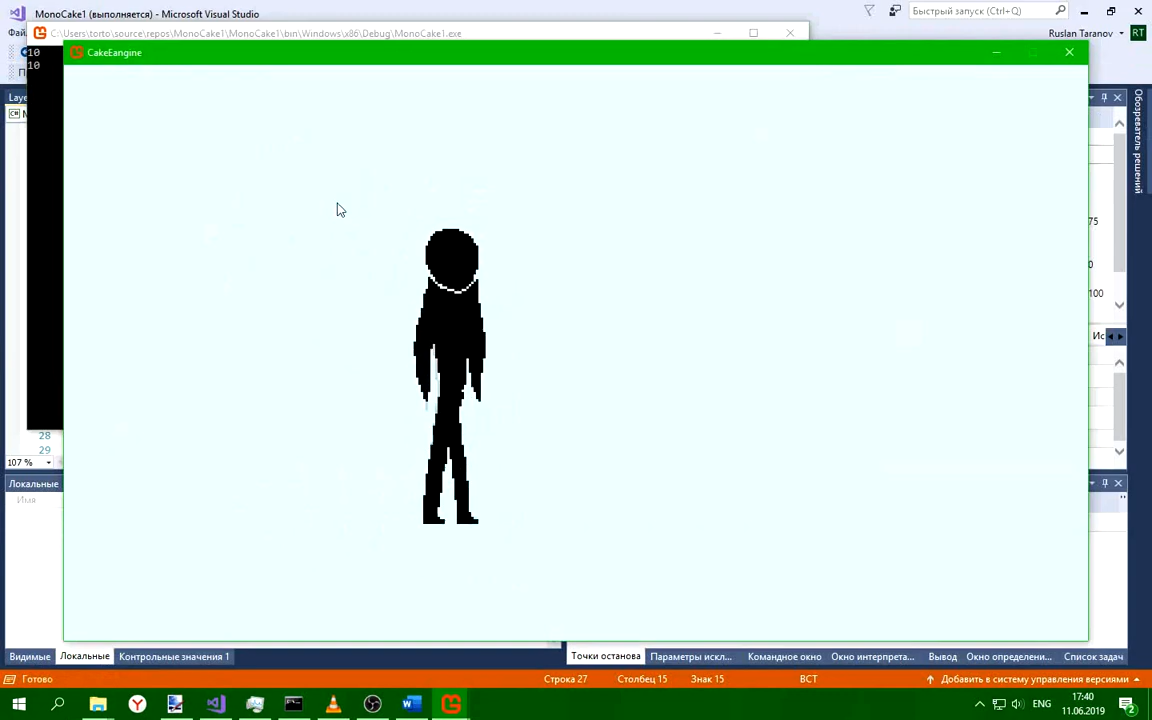 MonoCake1 (выполняется) - Microsoft Visual Studio
Быстрый запуск (Ctrl+Q)
C:\Users\torto\source\repos\MonoCake1\MonoCake1\bin\Windows\x86\Debug\MonoCake1.exe
Ruslan Taranov
RT
10
10
CakeEangine
Обозреватель решений
75
0
100
Ис
28
29
107 %
Локальные
Имя
Видимые
Локальные
Контрольные значения 1
Точки останова
Параметры искл...
Командное окно
Окно интерпрета...
Вывод
Окно определени...
Список задач
Готово
Строка 27
Столбец 15
Знак 15
ВСТ
Добавить в систему управления версиями
ENG
17:40
11.06.2019
2